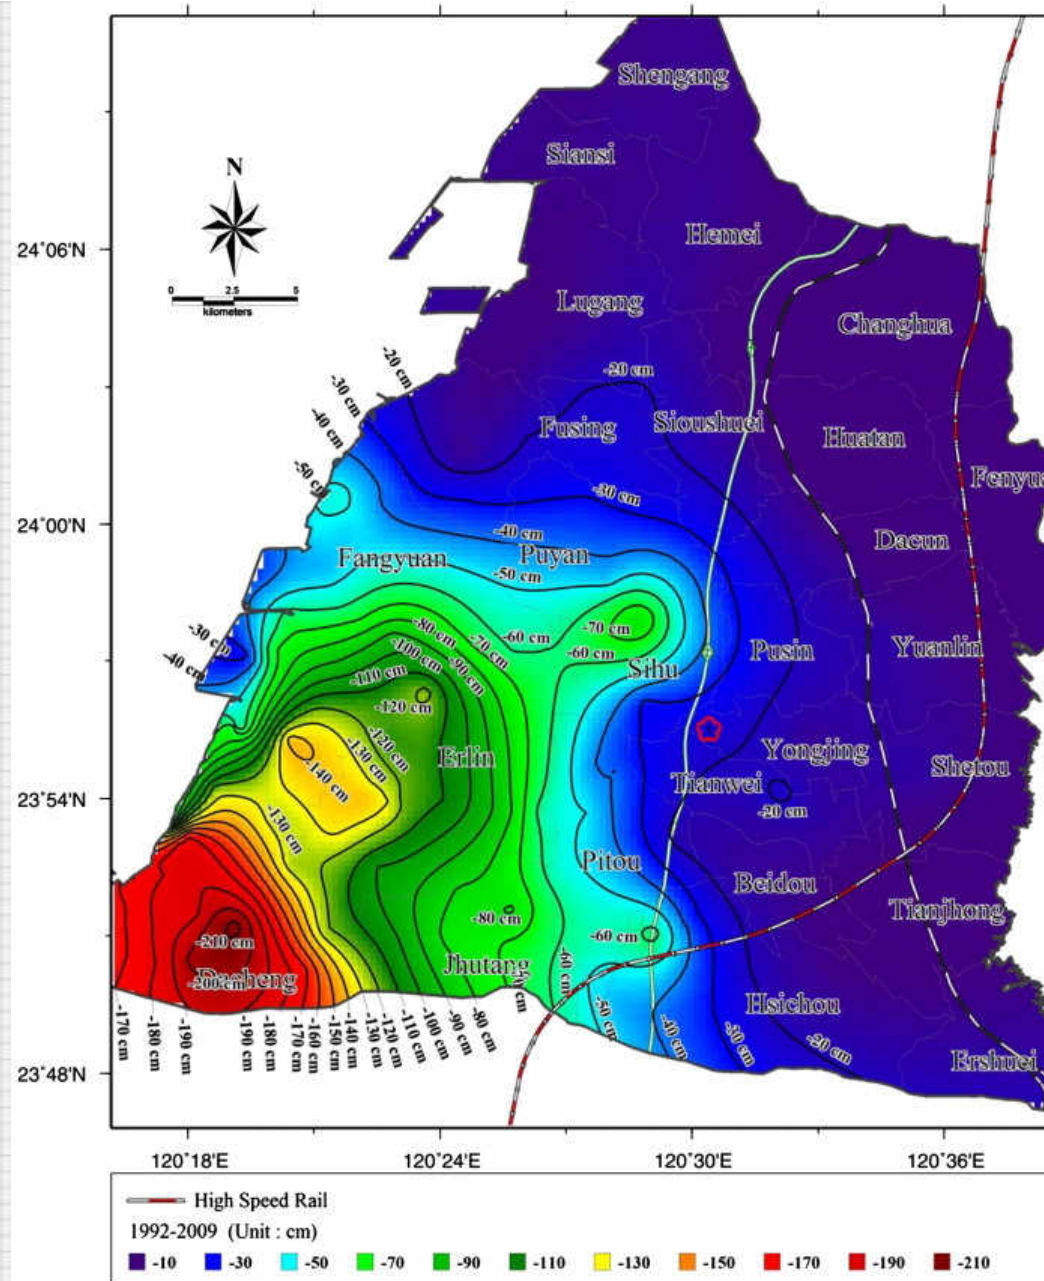 Shengang
Siansi
N
Hemei
24°06'N
0 2.5 5
kilometers
Lugang
Changhua
-20 cm
-20 cm
-30 cm
-40 cm
Fusing
Sioushuei
Huatan
-50 cm
Fenyu
-30 cm
24°00'N
-40 cm
Dacun
Fangyuan
Puyan
-50 cm
-30 cm
-80 cm
-70 cm
-60 cm
-70 cm
-100 cm
-90 cm
-60 cm
Pusin
Yuanlin
-40 cm
-110 cm
Sihu
-120 cm
-120 cm
-130 cm
Erlin
Yongjing
-140 cm
Shetou
Tianwei
23°54'N
-20 cm
-130 cm
Pitou
Beidou
-80 cm
Tianjhong
-60 cm
-210 cm
-200 cm
Dacheng
Jhutang
-70 cm
-60 cm
-50 cm
Hsichou
-40 cm
-30 cm
-20 cm
Ershuei
-170 cm
-180 cm
-190 cm
-190 cm
-180 cm
-170 cm
-160 cm
-150 cm
-140 cm
-130 cm
-120 cm
-110 cm
-100 cm
-90 cm
-80 cm
23°48'N
120°18'E 120°24'E 120°30'E 120°36'E
High Speed Rail
1992-2009 (Unit : cm)
-10 -30 -50 -70 -90 -110 -130 -150 -170 -190 -210